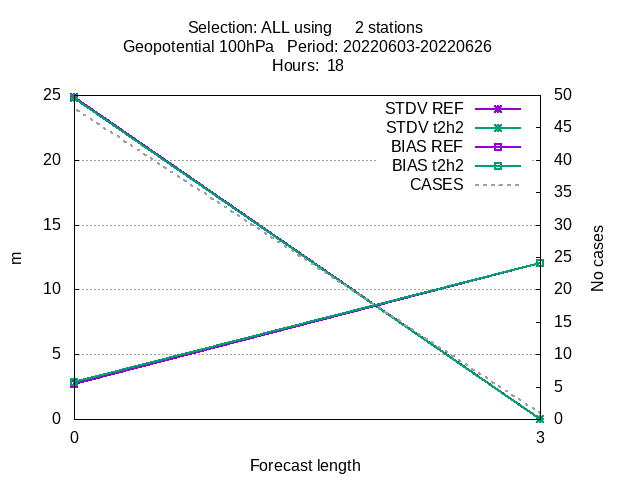 Selection: ALL using 2 stations
Geopotential 100hPa Period: 20220603-20220626
Hours: 18
25
20
15
10
5
0
m
STDV REF
STDV t2h2
BIAS REF
BIAS t2h2
CASES
50
45
40
35
30
25
20
15
10
5
0
No cases
0
3
Forecast length